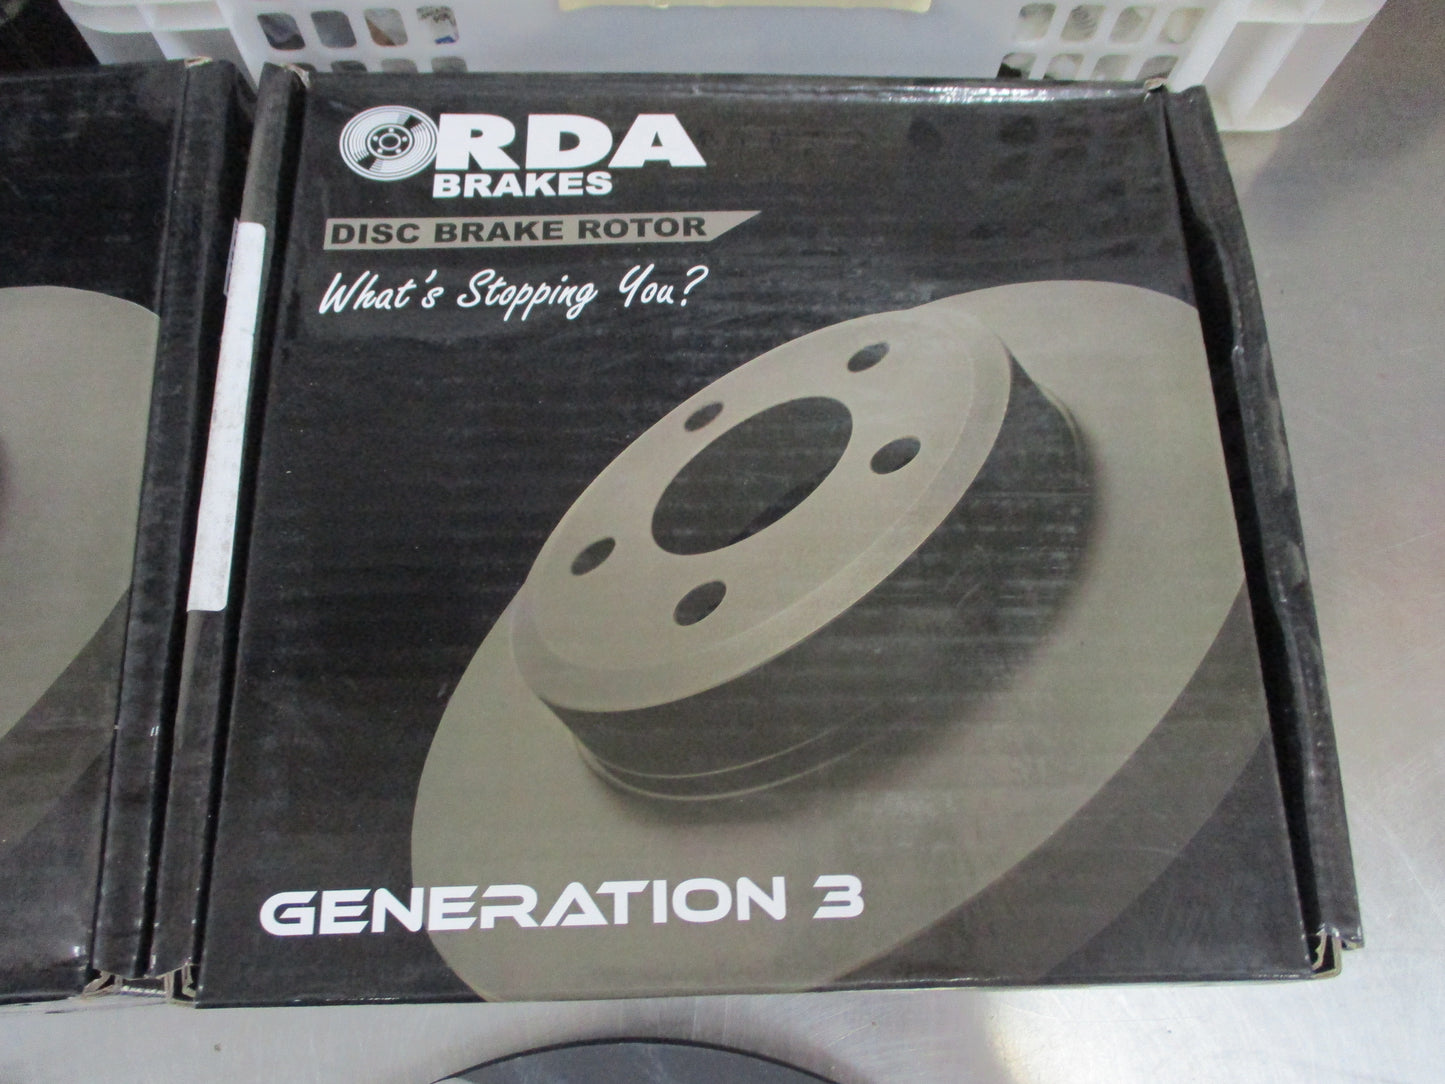 RDA
BRAKES
DISC BRAKE ROTOR
What's Stopping You?
GENERATION 3